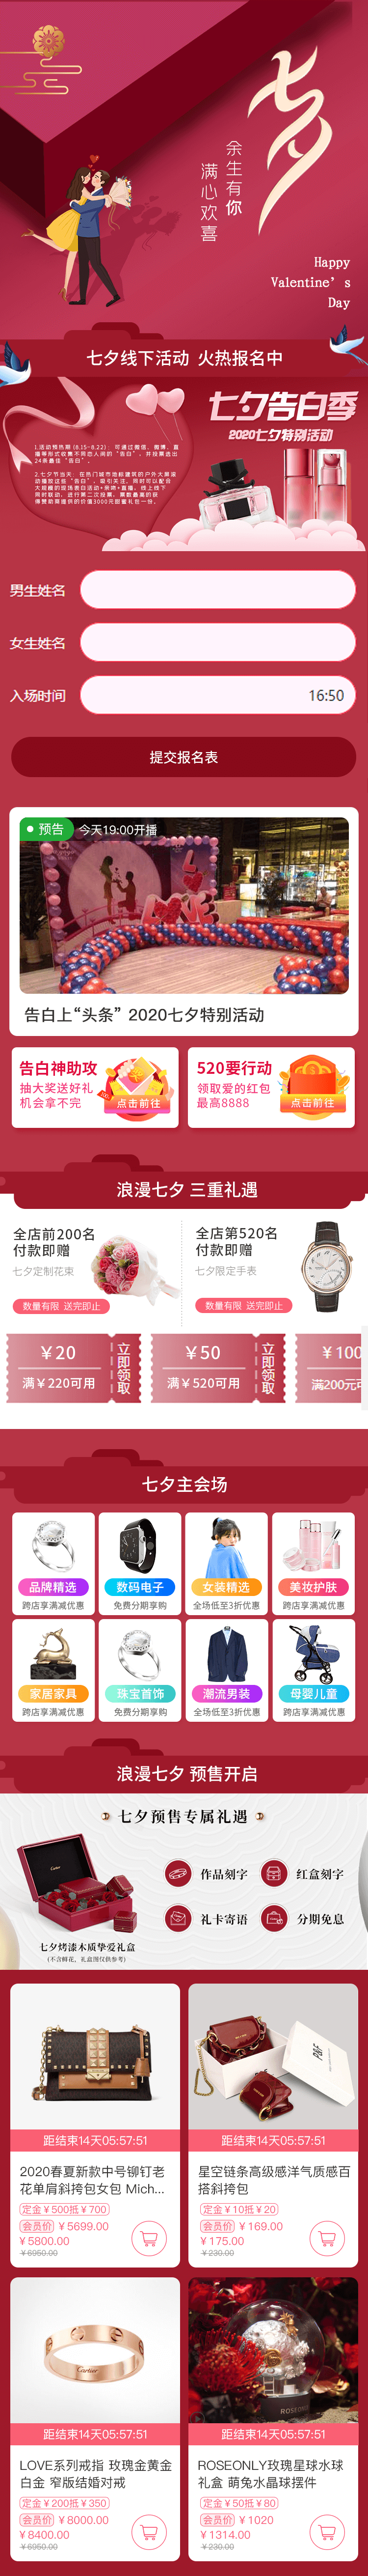 七夕
余生有你
满心欢喜
Happy
Valentine’s
Day
七夕线下活动 火热报名中
七夕告白季
2020七夕特别活动
1.活动预热期 (8.15-8.22) : 可通过微信、微博、直
播等形式收集不同恋人间的“告白”, 并投票选出
24条最佳“告白”。
2.七夕节当天: 在热门城市地标建筑的户外大屏滚
动播放这些“告白”, 吸引关注。同时可以配合
大规模的现场表白活动+快闪+直播, 线上线下
同时联动, 进行第二次投票, 票数最高的获
得赞助商提供的价值3000元甜蜜礼包一份。
男生姓名
女生姓名
入场时间
16:50
提交报名表
预告 今天19:00开播
LOVE
告白上“头条” 2020七夕特别活动
告白神助攻
抽大奖送好礼
机会拿不完
点击前往
520要行动
领取爱的红包
最高8888
点击前往
浪漫七夕 三重礼遇
全店前200名
付款即赠
七夕定制花束
数量有限 送完即止
全店第520名
付款即赠
七夕限定手表
数量有限 送完即止
￥20
满￥220可用
立即领取
￥50
满￥520可用
立即领取
￥100
满200元可
七夕主会场
品牌精选
跨店享满减优惠
数码电子
免费分期享购
女装精选
全场低至3折优惠
美妆护肤
跨店享满减优惠
家居家具
跨店享满减优惠
珠宝首饰
免费分期享购
潮流男装
全场低至3折优惠
母婴儿童
跨店享满减优惠
浪漫七夕 预售开启
七夕预售专属礼遇
Cartier
作品刻字
红盒刻字
礼卡寄语
分期免息
七夕烤漆木质挚爱礼盒
(不含鲜花, 礼盒图仅供参考)
距结束14天05:57:51
2020春夏新款中号铆钉老
花单肩斜挎包女包 Mich...
定金￥500抵￥700
会员价 ￥5699.00
￥5800.00
￥6950.00
距结束14天05:57:51
星空链条高级感洋气质感百
搭斜挎包
定金￥10抵￥20
会员价 ￥169.00
￥175.00
￥230.00
Cartier
距结束14天05:57:51
LOVE系列戒指 玫瑰金黄金
白金 窄版结婚对戒
定金￥200抵￥350
会员价 ￥8000.00
￥8400.00
￥6950.00
ROSEONLY
距结束14天05:57:51
ROSEONLY玫瑰星球水球
礼盒 萌兔水晶球摆件
定金￥50抵￥80
会员价 ￥1020
￥1314.00
￥230.00